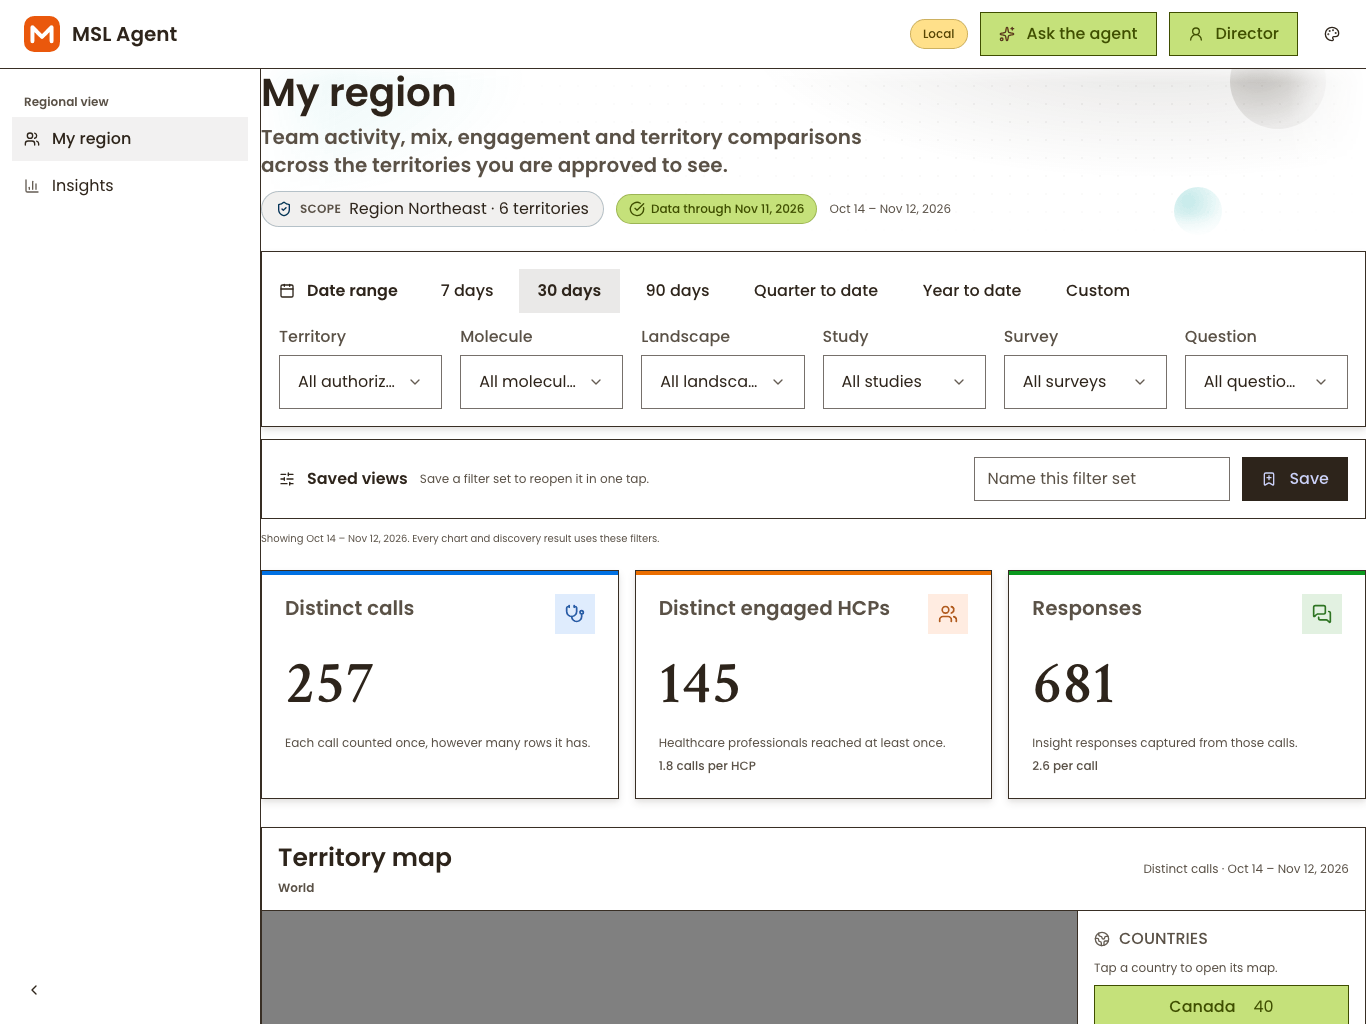 MSL Agent
Local
Ask the agent
Director
Regional view
My region
Insights
My region
Team activity, mix, engagement and territory comparisons
across the territories you are approved to see.
SCOPE Region Northeast · 6 territories
Data through Nov 11, 2026
Oct 14 – Nov 12, 2026
Date range
7 days
30 days
90 days
Quarter to date
Year to date
Custom
Territory
Molecule
Landscape
Study
Survey
Question
All authoriz...
All molecul...
All landsca...
All studies
All surveys
All questio...
Saved views
Save a filter set to reopen it in one tap.
Name this filter set
Save
Showing Oct 14 – Nov 12, 2026. Every chart and discovery result uses these filters.
Distinct calls
257
Each call counted once, however many rows it has.
Distinct engaged HCPs
145
Healthcare professionals reached at least once.
1.8 calls per HCP
Responses
681
Insight responses captured from those calls.
2.6 per call
Territory map
World
Distinct calls · Oct 14 – Nov 12, 2026
COUNTRIES
Tap a country to open its map.
Canada 40